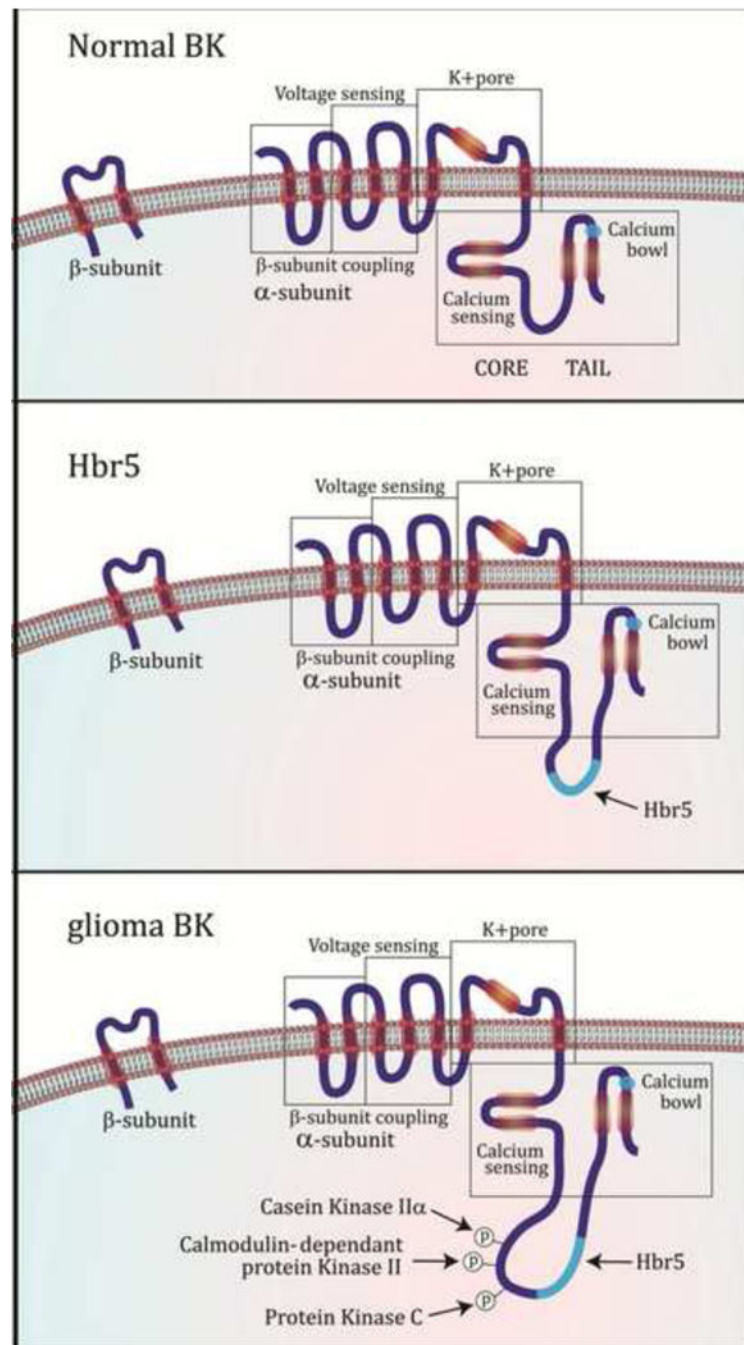 Normal BK
K+pore
Voltage sensing
Calcium
bowl
β-subunit
β-subunit coupling
α-subunit
Calcium
sensing
CORE
TAIL
Hbr5
K+pore
Voltage sensing
Calcium
bowl
β-subunit
β-subunit coupling
α-subunit
Calcium
sensing
Hbr5
glioma BK
K+pore
Voltage sensing
Calcium
bowl
β-subunit
β-subunit coupling
α-subunit
Calcium
sensing
Casein Kinase IIα
P
Calmodulin-dependant
protein Kinase II
P
Hbr5
Protein Kinase C
P